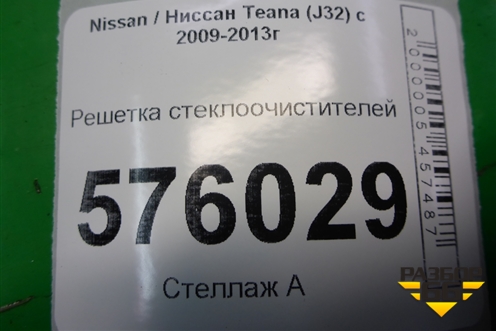 Nissan / Ниссан Teana (J32) с
2009-2013г
Решетка стеклоочистителей
576029
Стеллаж А
2000005457487
РАЗБОР